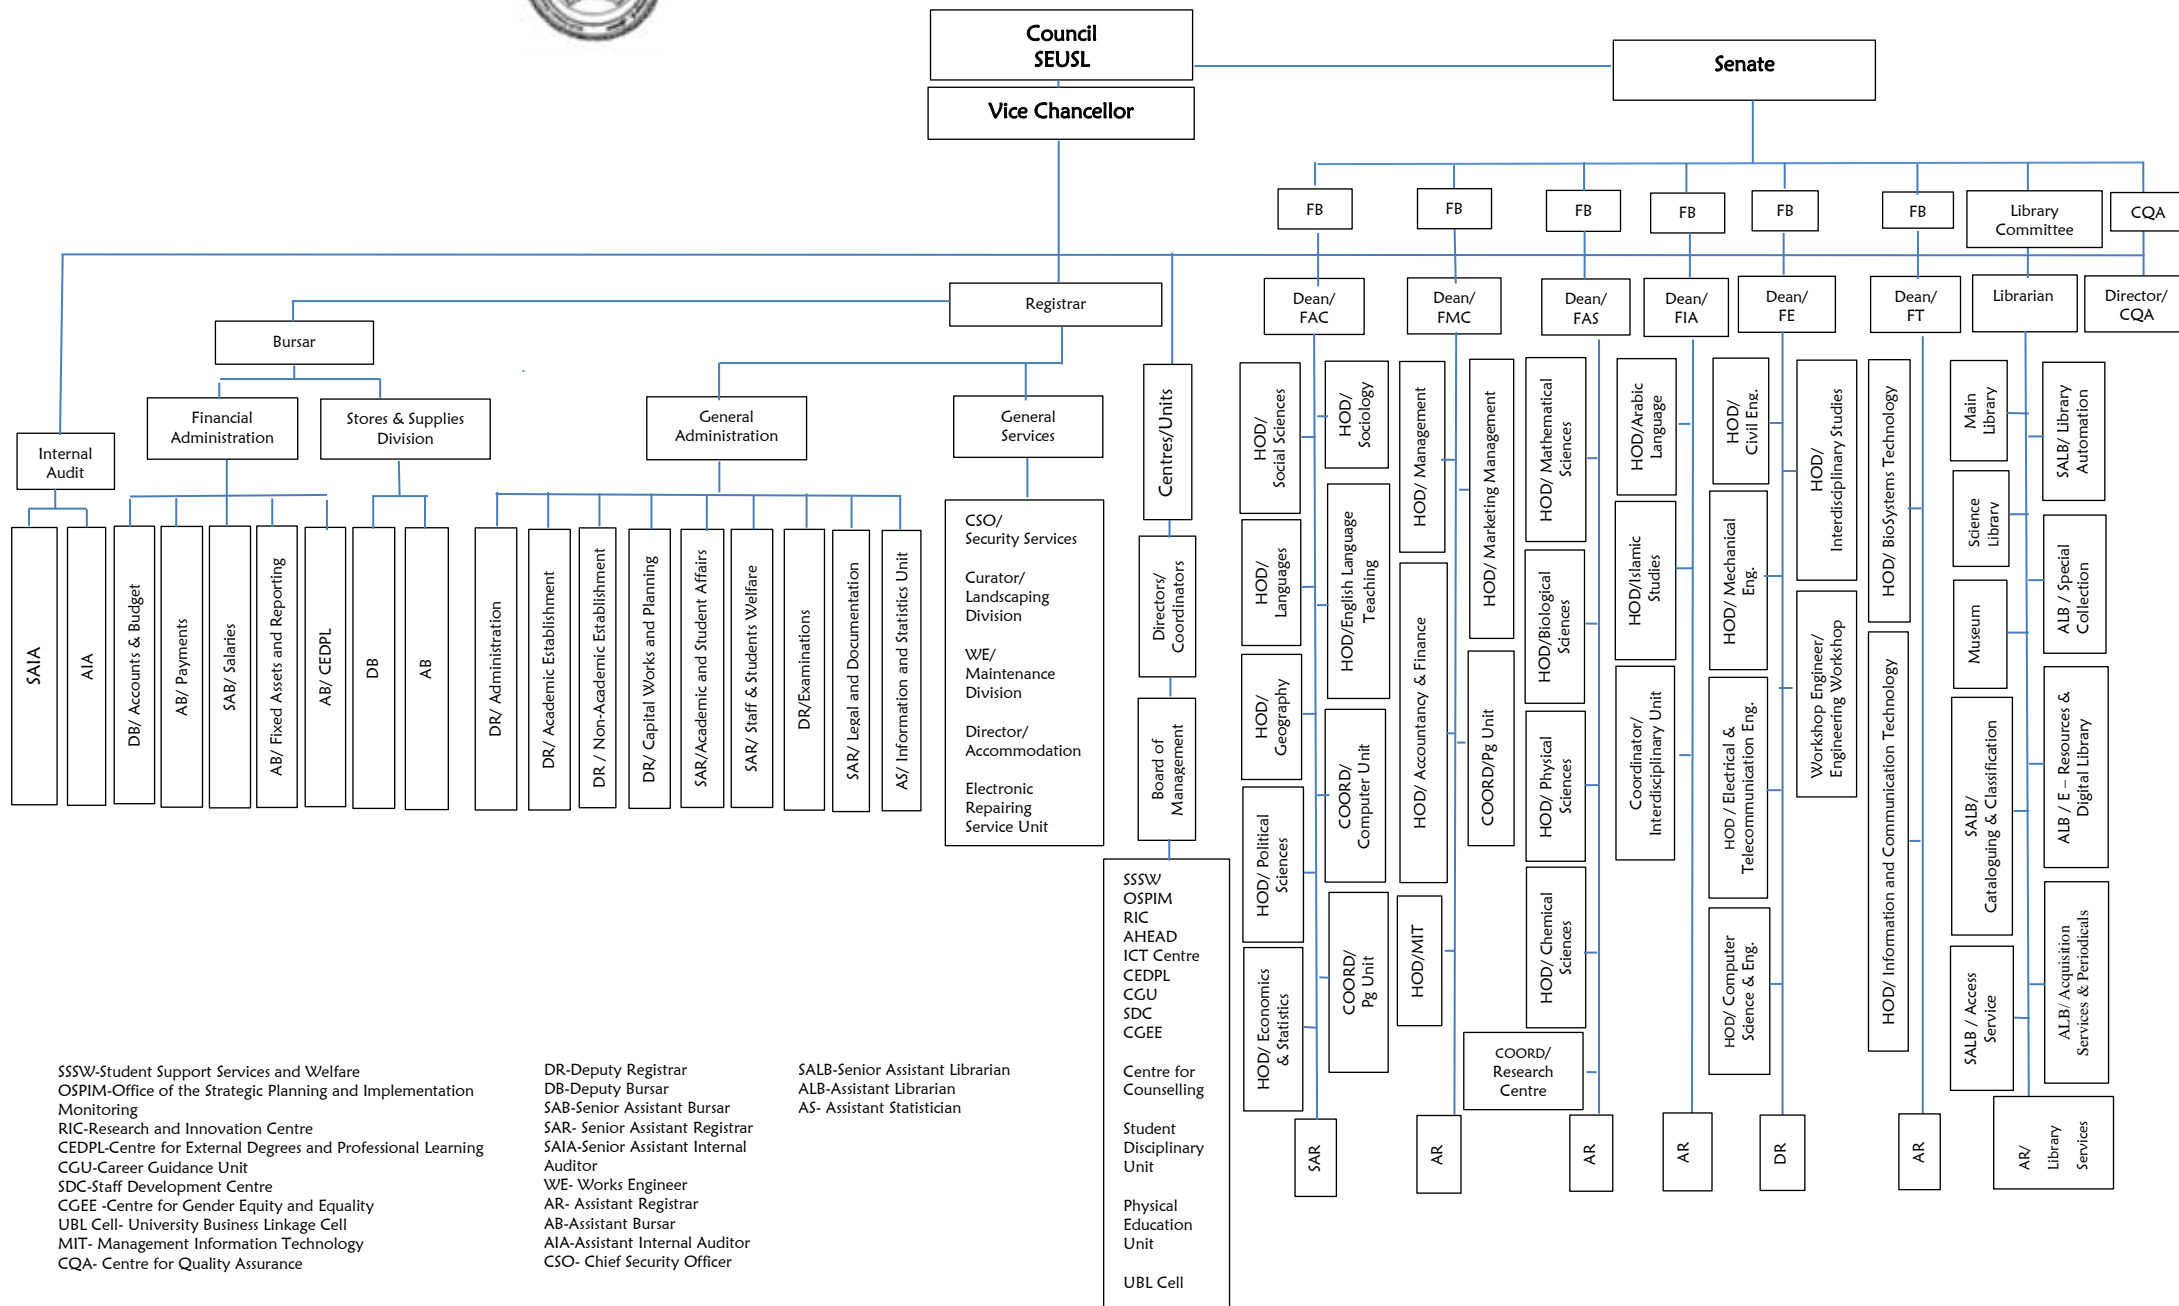 Council
SEUSL
Senate
Vice Chancellor
FB
FB
FB
FB
FB
FB
Library
Committee
CQA
Registrar
Dean/
FAC
Dean/
FMC
Dean/
FAS
Dean/
FIA
Dean/
FE
Dean/
FT
Librarian
Director/
CQA
Bursar
Internal
Audit
Financial
Administration
Stores & Supplies
Division
General
Administration
General
Services
Centres/Units
SAIA
AIA
DB/ Accounts & Budget
AB/ Payments
SAB/ Salaries
AB/ Fixed Assets and Reporting
AB/ CEDPL
DB
AB
DR/ Administration
DR/ Academic Establishment
DR / Non-Academic Establishment
DR/ Capital Works and Planning
SAR/Academic and Student Affairs
SAR/ Staff & Students Welfare
DR/Examinations
SAR/ Legal and Documentation
AS/ Information and Statistics Unit
CSO/
Security Services
Curator/
Landscaping
Division
WE/
Maintenance
Division
Director/
Accommodation
Electronic
Repairing
Service Unit
Directors/
Coordinators
Board of
Management
SSSW
OSPIM
RIC
AHEAD
ICT Centre
CEDPL
CGU
SDC
CGEE
Centre for
Counselling
Student
Disciplinary
Unit
Physical
Education
Unit
UBL Cell
HOD/
Social Sciences
HOD/
Languages
HOD/
Geography
HOD/ Political
Sciences
HOD/ Economics
& Statistics
HOD/
Sociology
HOD/English Language
Teaching
COORD/
Computer Unit
COORD/
Pg Unit
SAR
HOD/ Management
HOD/ Accountancy & Finance
HOD/MIT
HOD/ Marketing Management
COORD/Pg Unit
AR
HOD/ Mathematical
Sciences
HOD/Biological
Sciences
HOD/ Physical
Sciences
HOD/ Chemical
Sciences
COORD/
Research
Centre
AR
HOD/Arabic
Language
HOD/Islamic
Studies
Coordinator/
Interdisciplinary Unit
AR
HOD/
Civil Eng.
HOD/ Mechanical
Eng.
HOD / Electrical &
Telecommunication Eng.
HOD/ Computer
Science & Eng.
HOD/
Interdisciplinary Studies
Workshop Engineer/
Engineering Workshop
DR
HOD/ BioSystems Technology
HOD/ Information and Communication Technology
AR
Main
Library
Science
Library
Museum
SALB/
Cataloguing & Classification
SALB / Access
Service
SALB/ Library
Automation
ALB / Special
Collection
ALB / E – Resources &
Digital Library
ALB/ Acquisition
Services & Periodicals
AR/
Library
Services
SSSW-Student Support Services and Welfare
OSPIM-Office of the Strategic Planning and Implementation
Monitoring
RIC-Research and Innovation Centre
CEDPL-Centre for External Degrees and Professional Learning
CGU-Career Guidance Unit
SDC-Staff Development Centre
CGEE -Centre for Gender Equity and Equality
UBL Cell- University Business Linkage Cell
MIT- Management Information Technology
CQA- Centre for Quality Assurance
DR-Deputy Registrar
DB-Deputy Bursar
SAB-Senior Assistant Bursar
SAR- Senior Assistant Registrar
SAIA-Senior Assistant Internal
Auditor
WE- Works Engineer
AR- Assistant Registrar
AB-Assistant Bursar
AIA-Assistant Internal Auditor
CSO- Chief Security Officer
SALB-Senior Assistant Librarian
ALB-Assistant Librarian
AS- Assistant Statistician